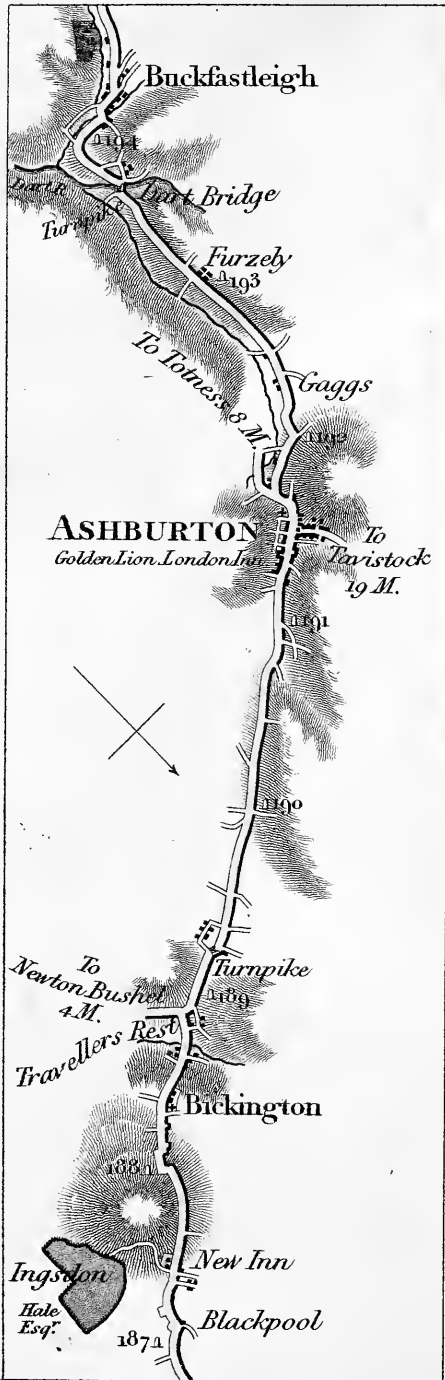 Buckfastleigh
194
Dart R.
Dart Bridge
Turnpike
Furzely
193
To Totness 8 M.
Gaggs
192
ASHBURTON
Golden Lion. London Inn
To
Tavistock
19 M.
191
190
Turnpike
To
Newton Bushel
4 M.
189
Travellers Rest
Bickington
188
New Inn
Ingsdon
Hale
Esqr.
Blackpool
187